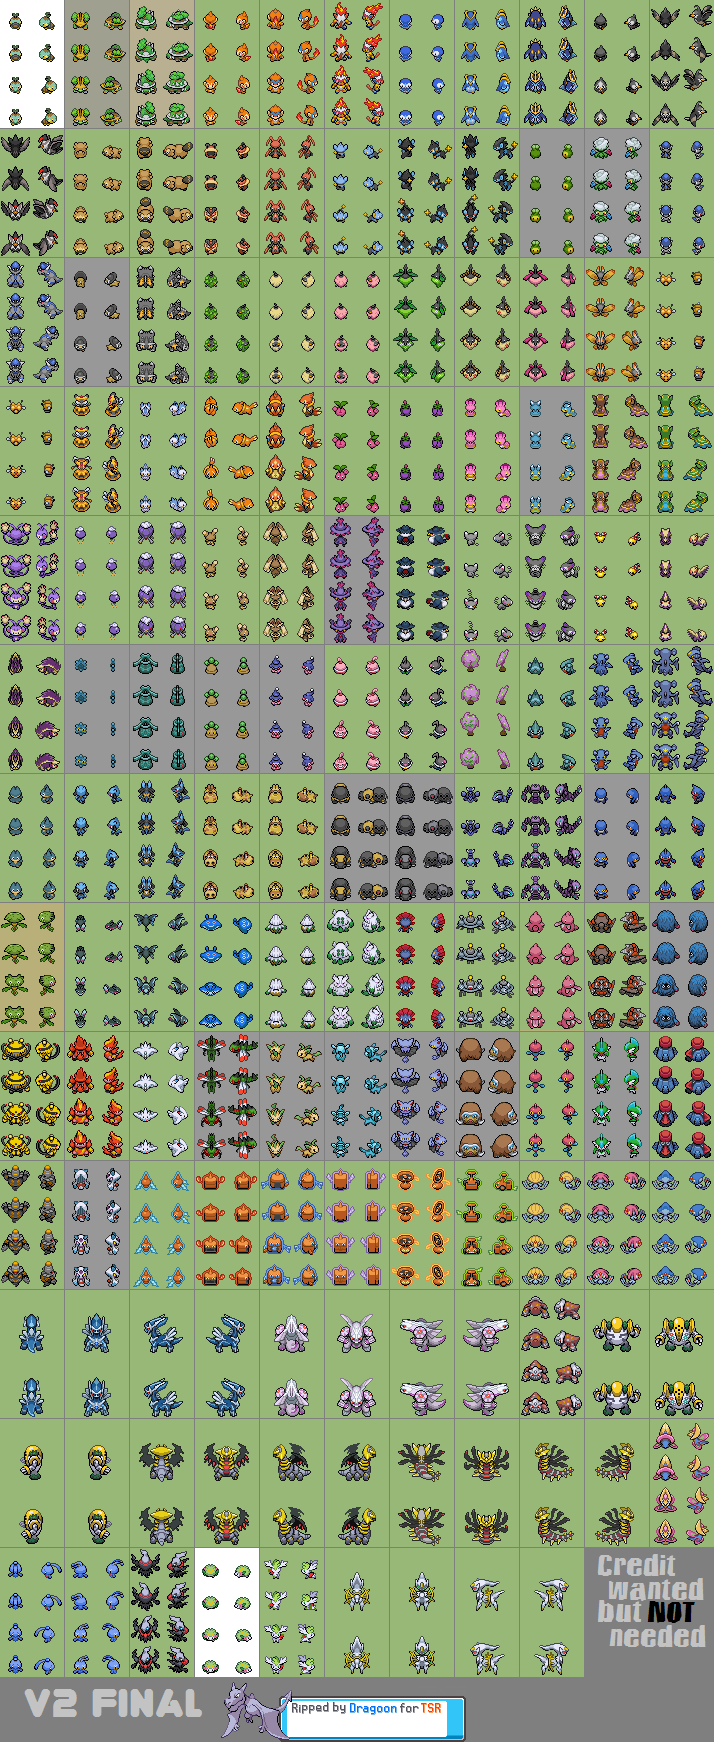 Credit
wanted
but NOT
needed
V2 FINAL
Ripped by Dragoon for TSR